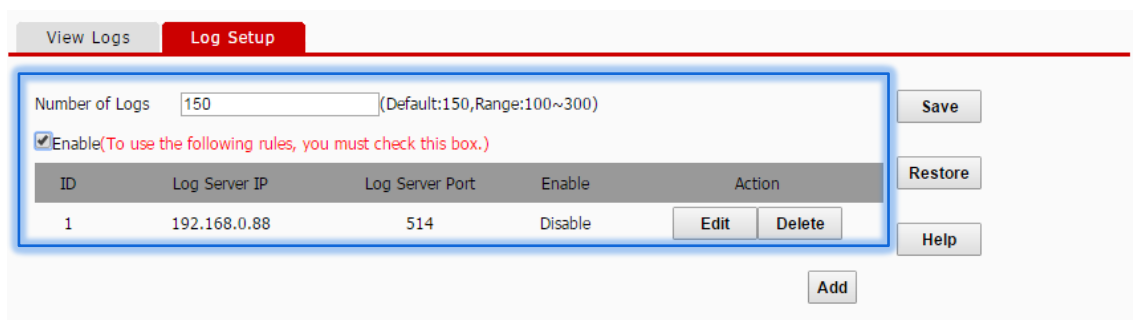 View Logs Log Setup
Number of Logs 150 (Default:150,Range:100~300)
Save
Enable(To use the following rules, you must check this box.)
ID Log Server IP Log Server Port Enable Action
Restore
1 192.168.0.88 514 Disable Edit Delete
Help
Add